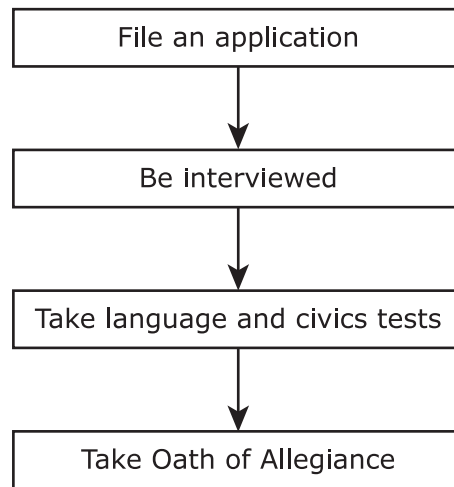 File an application
Be interviewed
Take language and civics tests
Take Oath of Allegiance